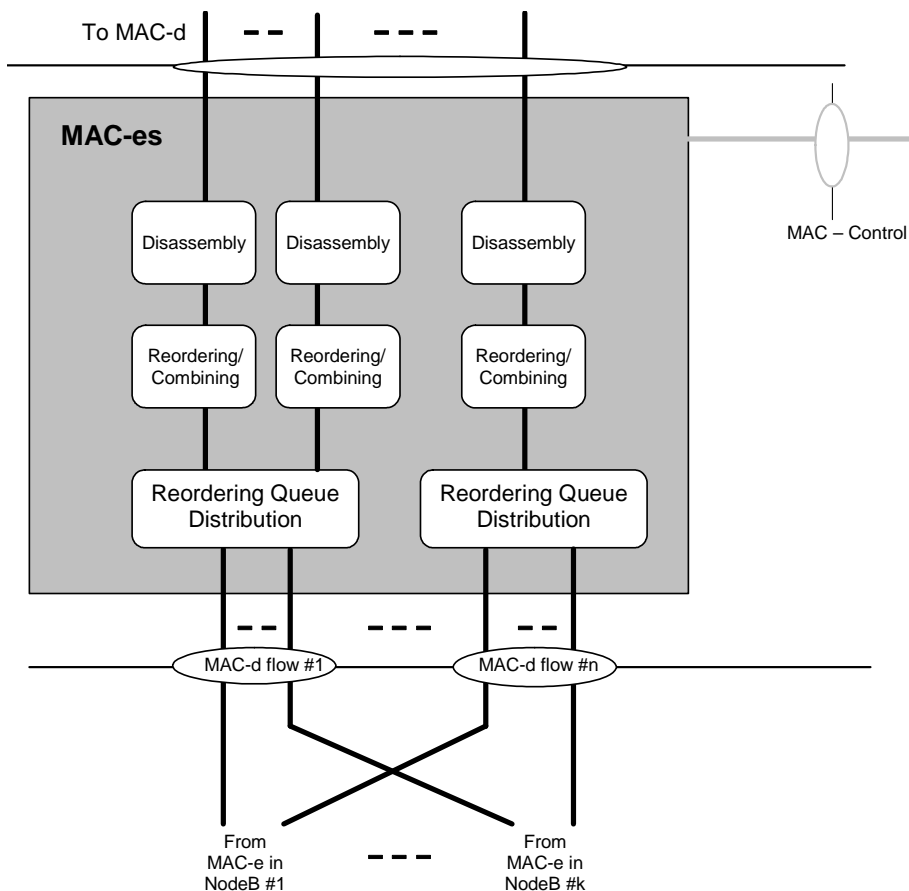 To MAC-d
MAC-es
MAC – Control
Disassembly
Disassembly
Disassembly
Reordering/
Combining
Reordering/
Combining
Reordering/
Combining
Reordering Queue
Distribution
Reordering Queue
Distribution
MAC-d flow #1
MAC-d flow #n
From
MAC-e in
NodeB #1
From
MAC-e in
NodeB #k